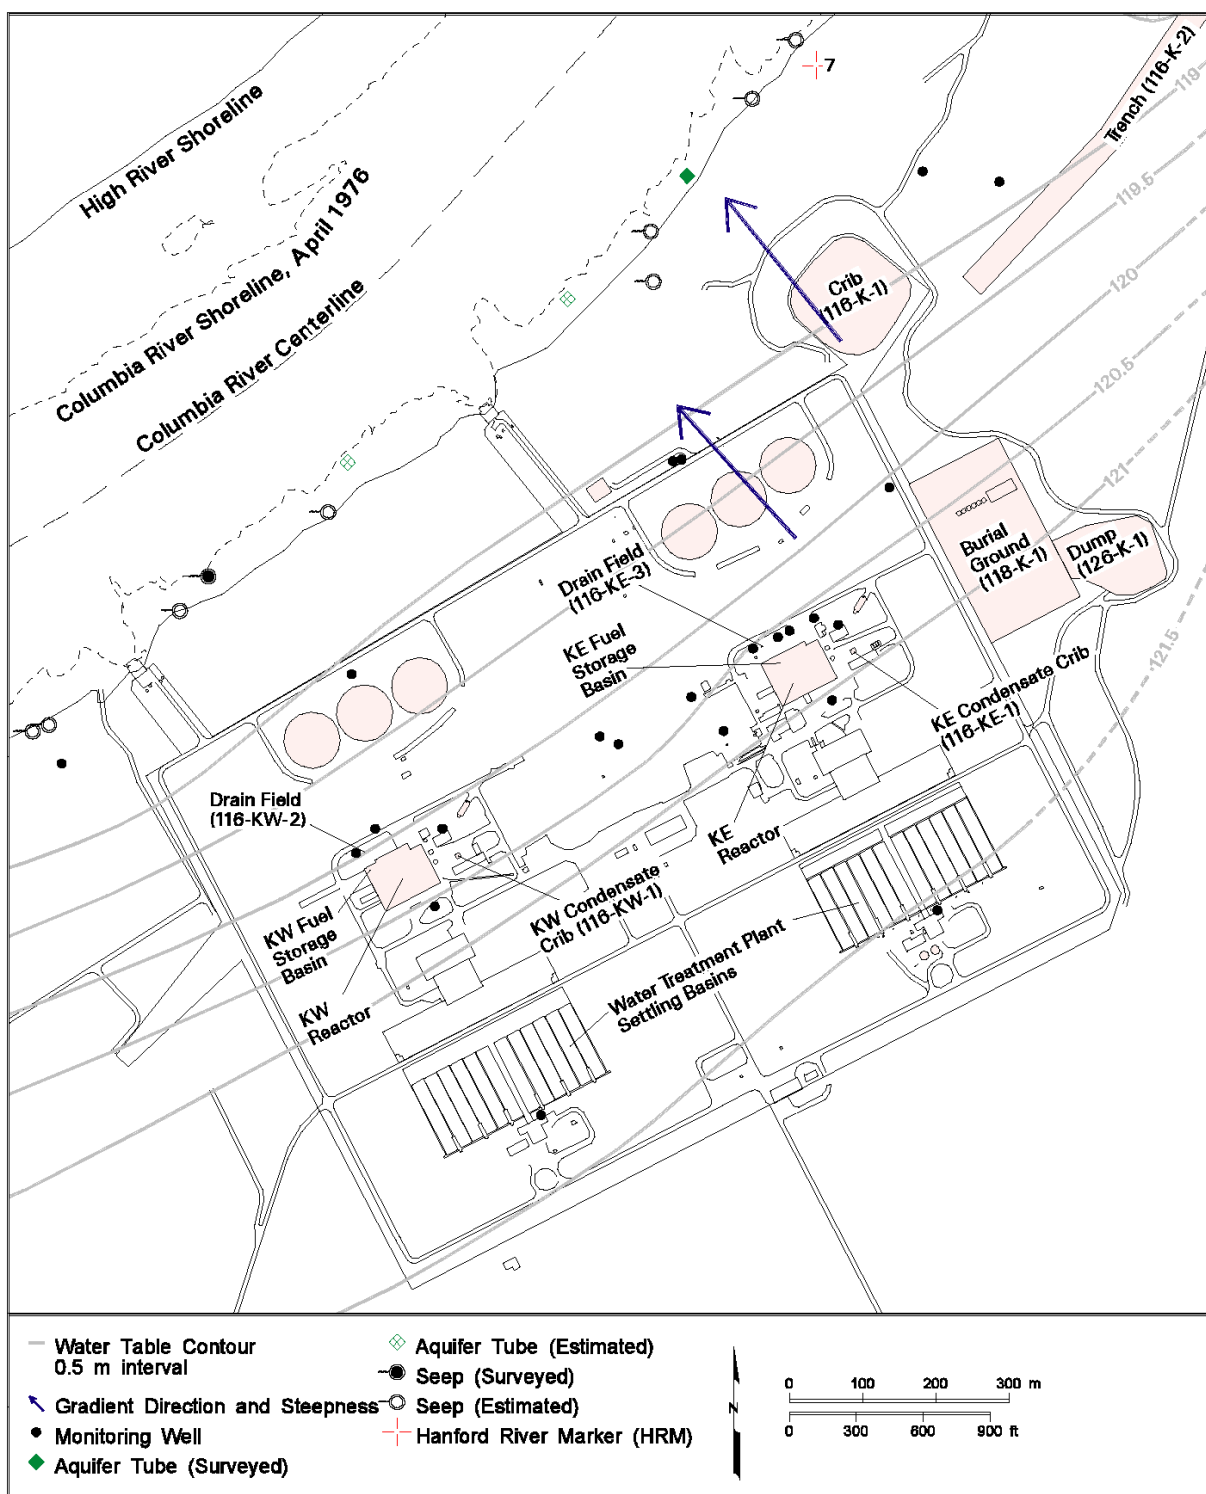 7
Trench (116-K-2)
119
High River Shoreline
119.5
Columbia River Shoreline, April 1976
Columbia River Centerline
Crib
(116-K-1)
120
120.5
121
Burial
Ground
(118-K-1)
Dump
(126-K-1)
Drain Field
(116-KE-3)
KE Fuel
Storage
Basin
121.5
KE Condensate Crib
(116-KE-1)
Drain Field
(116-KW-2)
KE
Reactor
KW Condensate
Crib (116-KW-1)
KW Fuel
Storage
Basin
Water Treatment Plant
Settling Basins
KW
Reactor
Water Table Contour
0.5 m interval
Gradient Direction and Steepness
Monitoring Well
Aquifer Tube (Surveyed)
Aquifer Tube (Estimated)
Seep (Surveyed)
Seep (Estimated)
Hanford River Marker (HRM)
N
0 100 200 300 m
0 300 600 900 ft